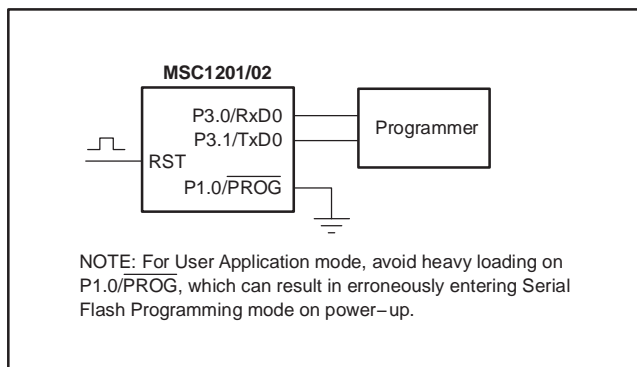 MSC1201/02
P3.0/RxD0
P3.1/TxD0
Programmer
RST
P1.0/PROG
NOTE: For User Application mode, avoid heavy loading on
P1.0/PROG, which can result in erroneously entering Serial
Flash Programming mode on power−up.